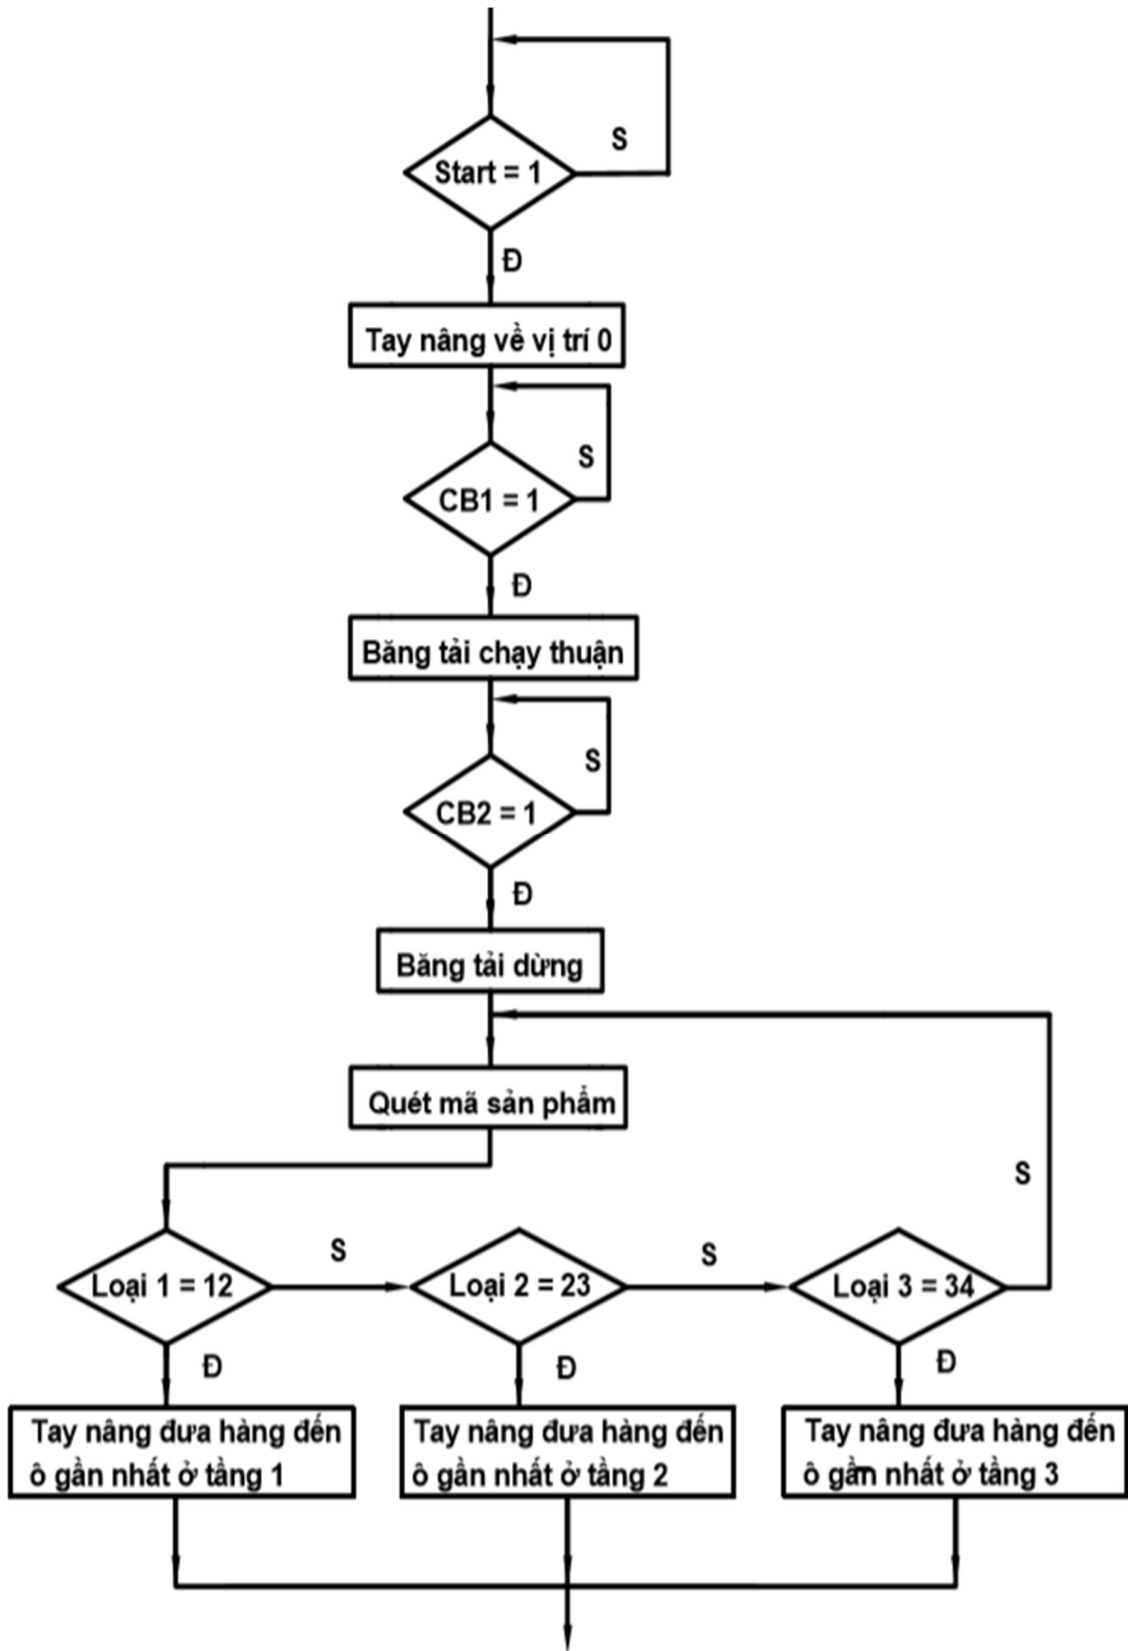 S
Start = 1
Đ
Tay nâng về vị trí 0
S
CB1 = 1
Đ
Băng tải chạy thuận
S
CB2 = 1
Đ
Băng tải dừng
Quét mã sản phẩm
S
S
S
Loại 1 = 12
Loại 2 = 23
Loại 3 = 34
Đ
Đ
Đ
Tay nâng đưa hàng đến
ô gần nhất ở tầng 1
Tay nâng đưa hàng đến
ô gần nhất ở tầng 2
Tay nâng đưa hàng đến
ô gần nhất ở tầng 3